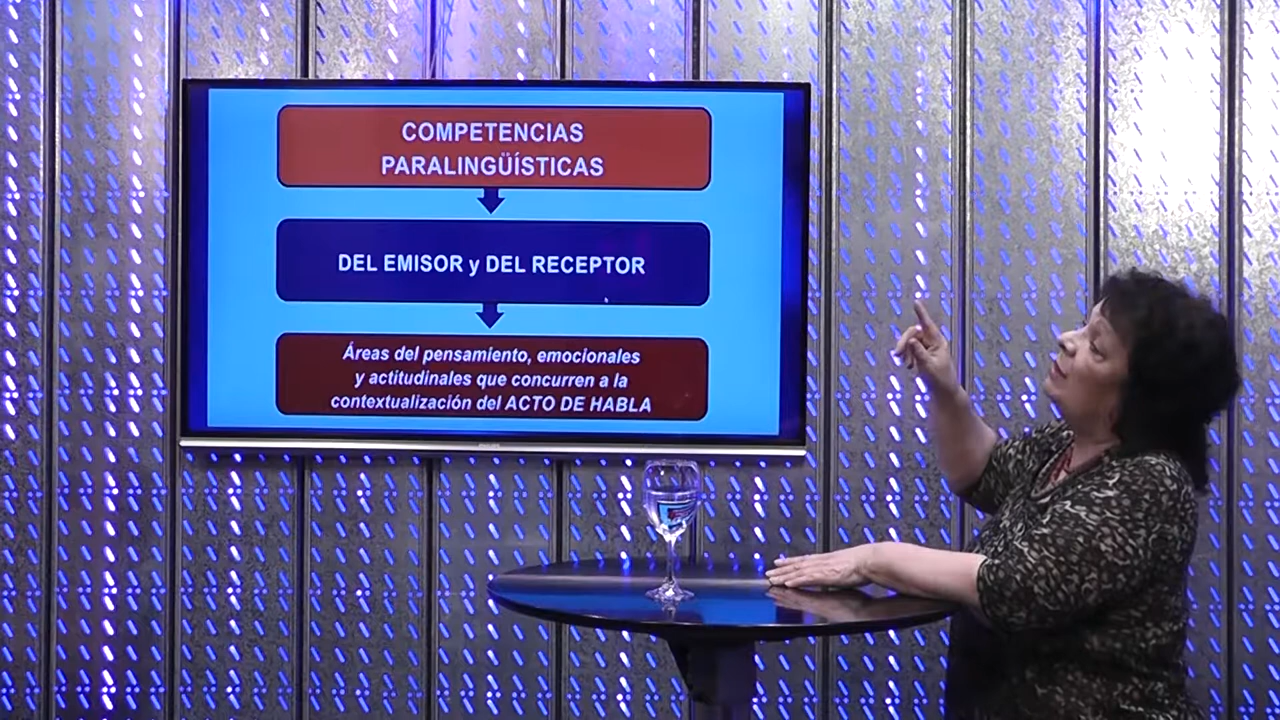 COMPETENCIAS
PARALINGÜÍSTICAS
DEL EMISOR y DEL RECEPTOR
Áreas del pensamiento, emocionales
y actitudinales que concurren a la
contextualización del ACTO DE HABLA